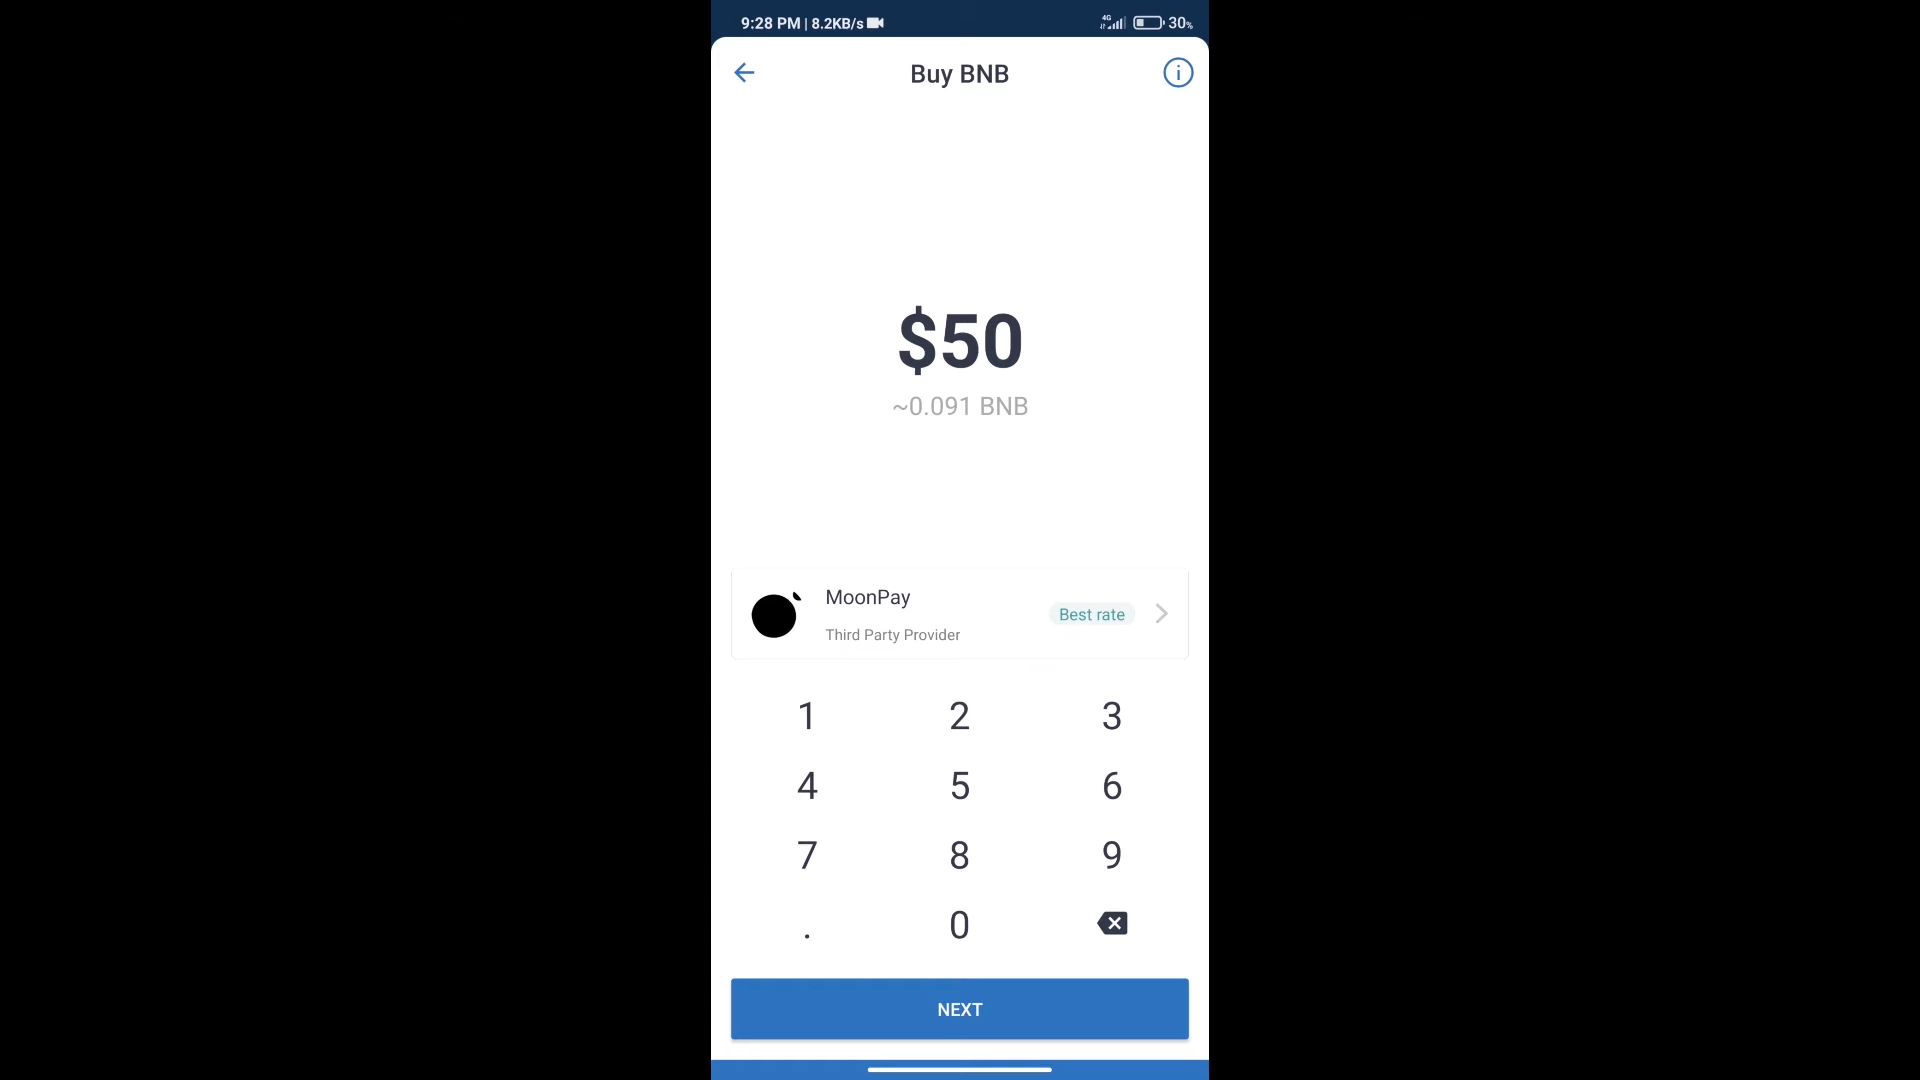 9:28 PM | 8.2KB/s 4G 30%
Buy BNB
$50
~0.091 BNB
MoonPay
Third Party Provider
Best rate
1 2 3
4 5 6
7 8 9
. 0
NEXT